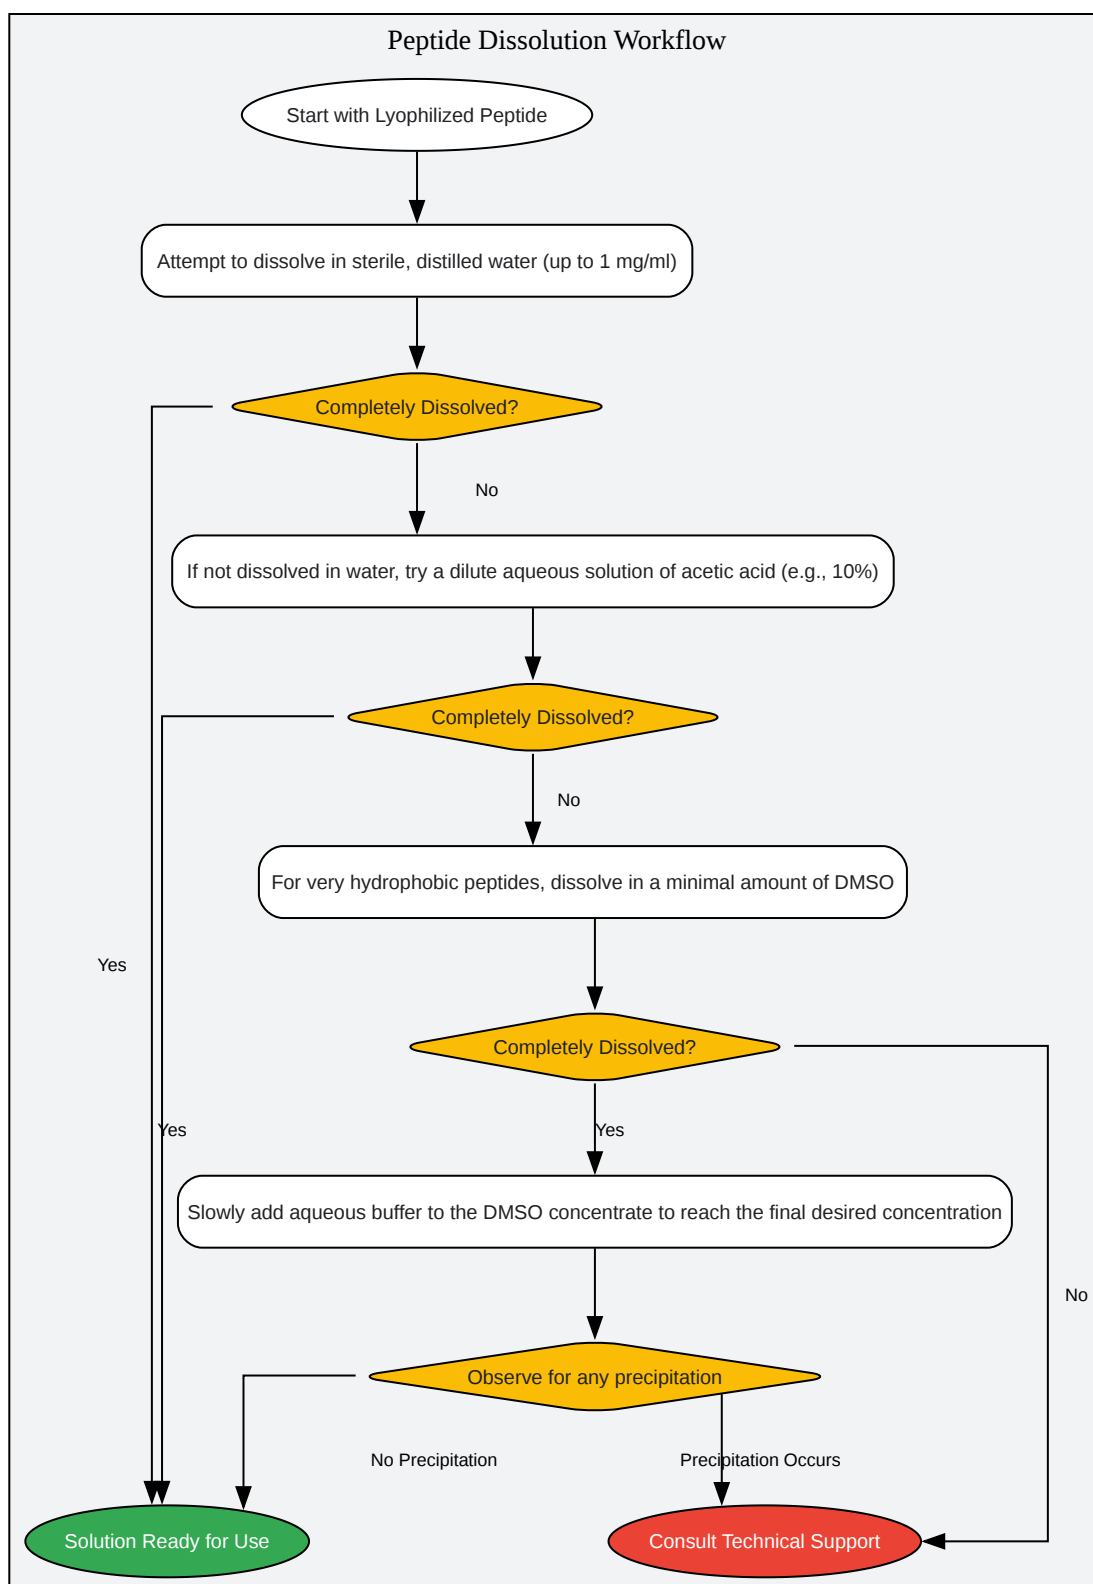 Peptide Dissolution Workflow
Start with Lyophilized Peptide
Attempt to dissolve in sterile, distilled water (up to 1 mg/ml)
Completely Dissolved?
No
If not dissolved in water, try a dilute aqueous solution of acetic acid (e.g., 10%)
Completely Dissolved?
No
For very hydrophobic peptides, dissolve in a minimal amount of DMSO
Yes
Completely Dissolved?
Yes
Yes
Slowly add aqueous buffer to the DMSO concentrate to reach the final desired concentration
No
Observe for any precipitation
No Precipitation
Precipitation Occurs
Solution Ready for Use
Consult Technical Support